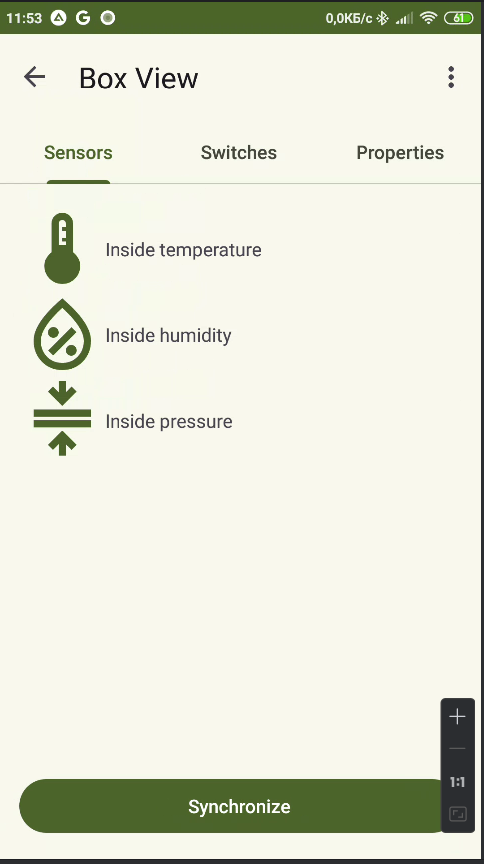 11:53 0,0КБ/с 61
Box View
Sensors Switches Properties
Inside temperature
Inside humidity
Inside pressure
1:1
Synchronize